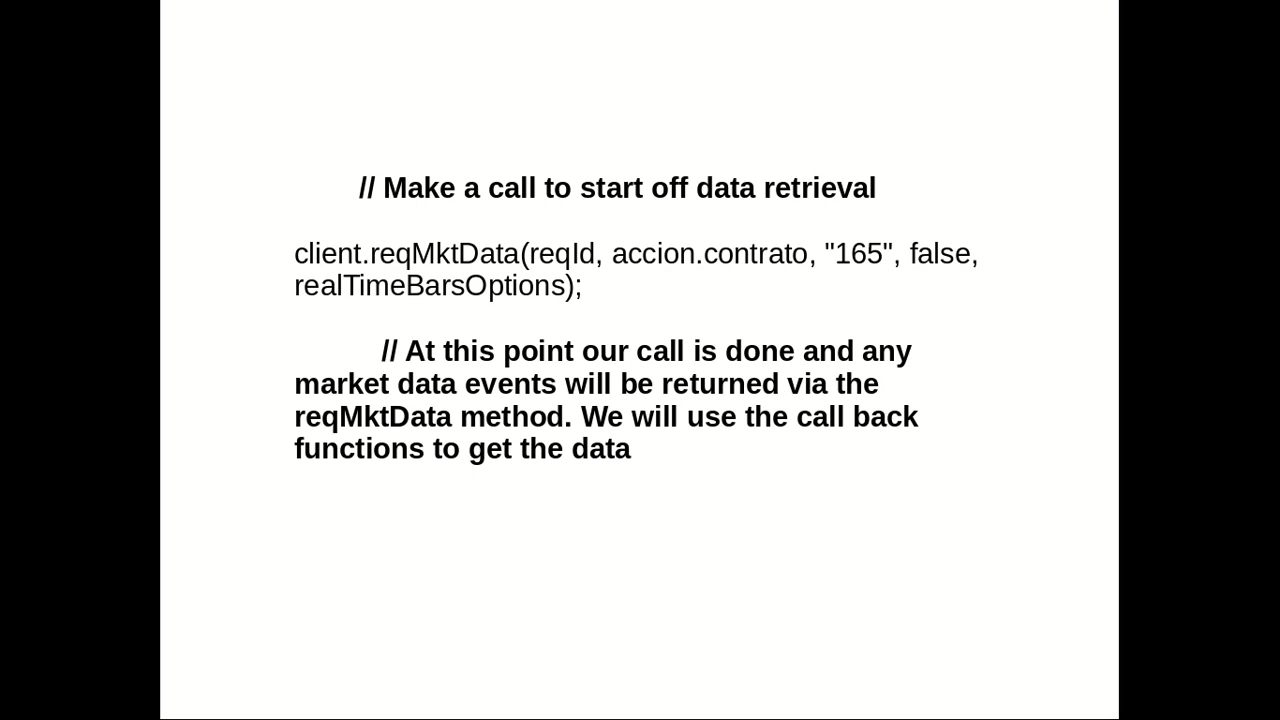 // Make a call to start off data retrieval
client.reqMktData(reqId, accion.contrato, "165", false,
realTimeBarsOptions);
// At this point our call is done and any
market data events will be returned via the
reqMktData method. We will use the call back
functions to get the data